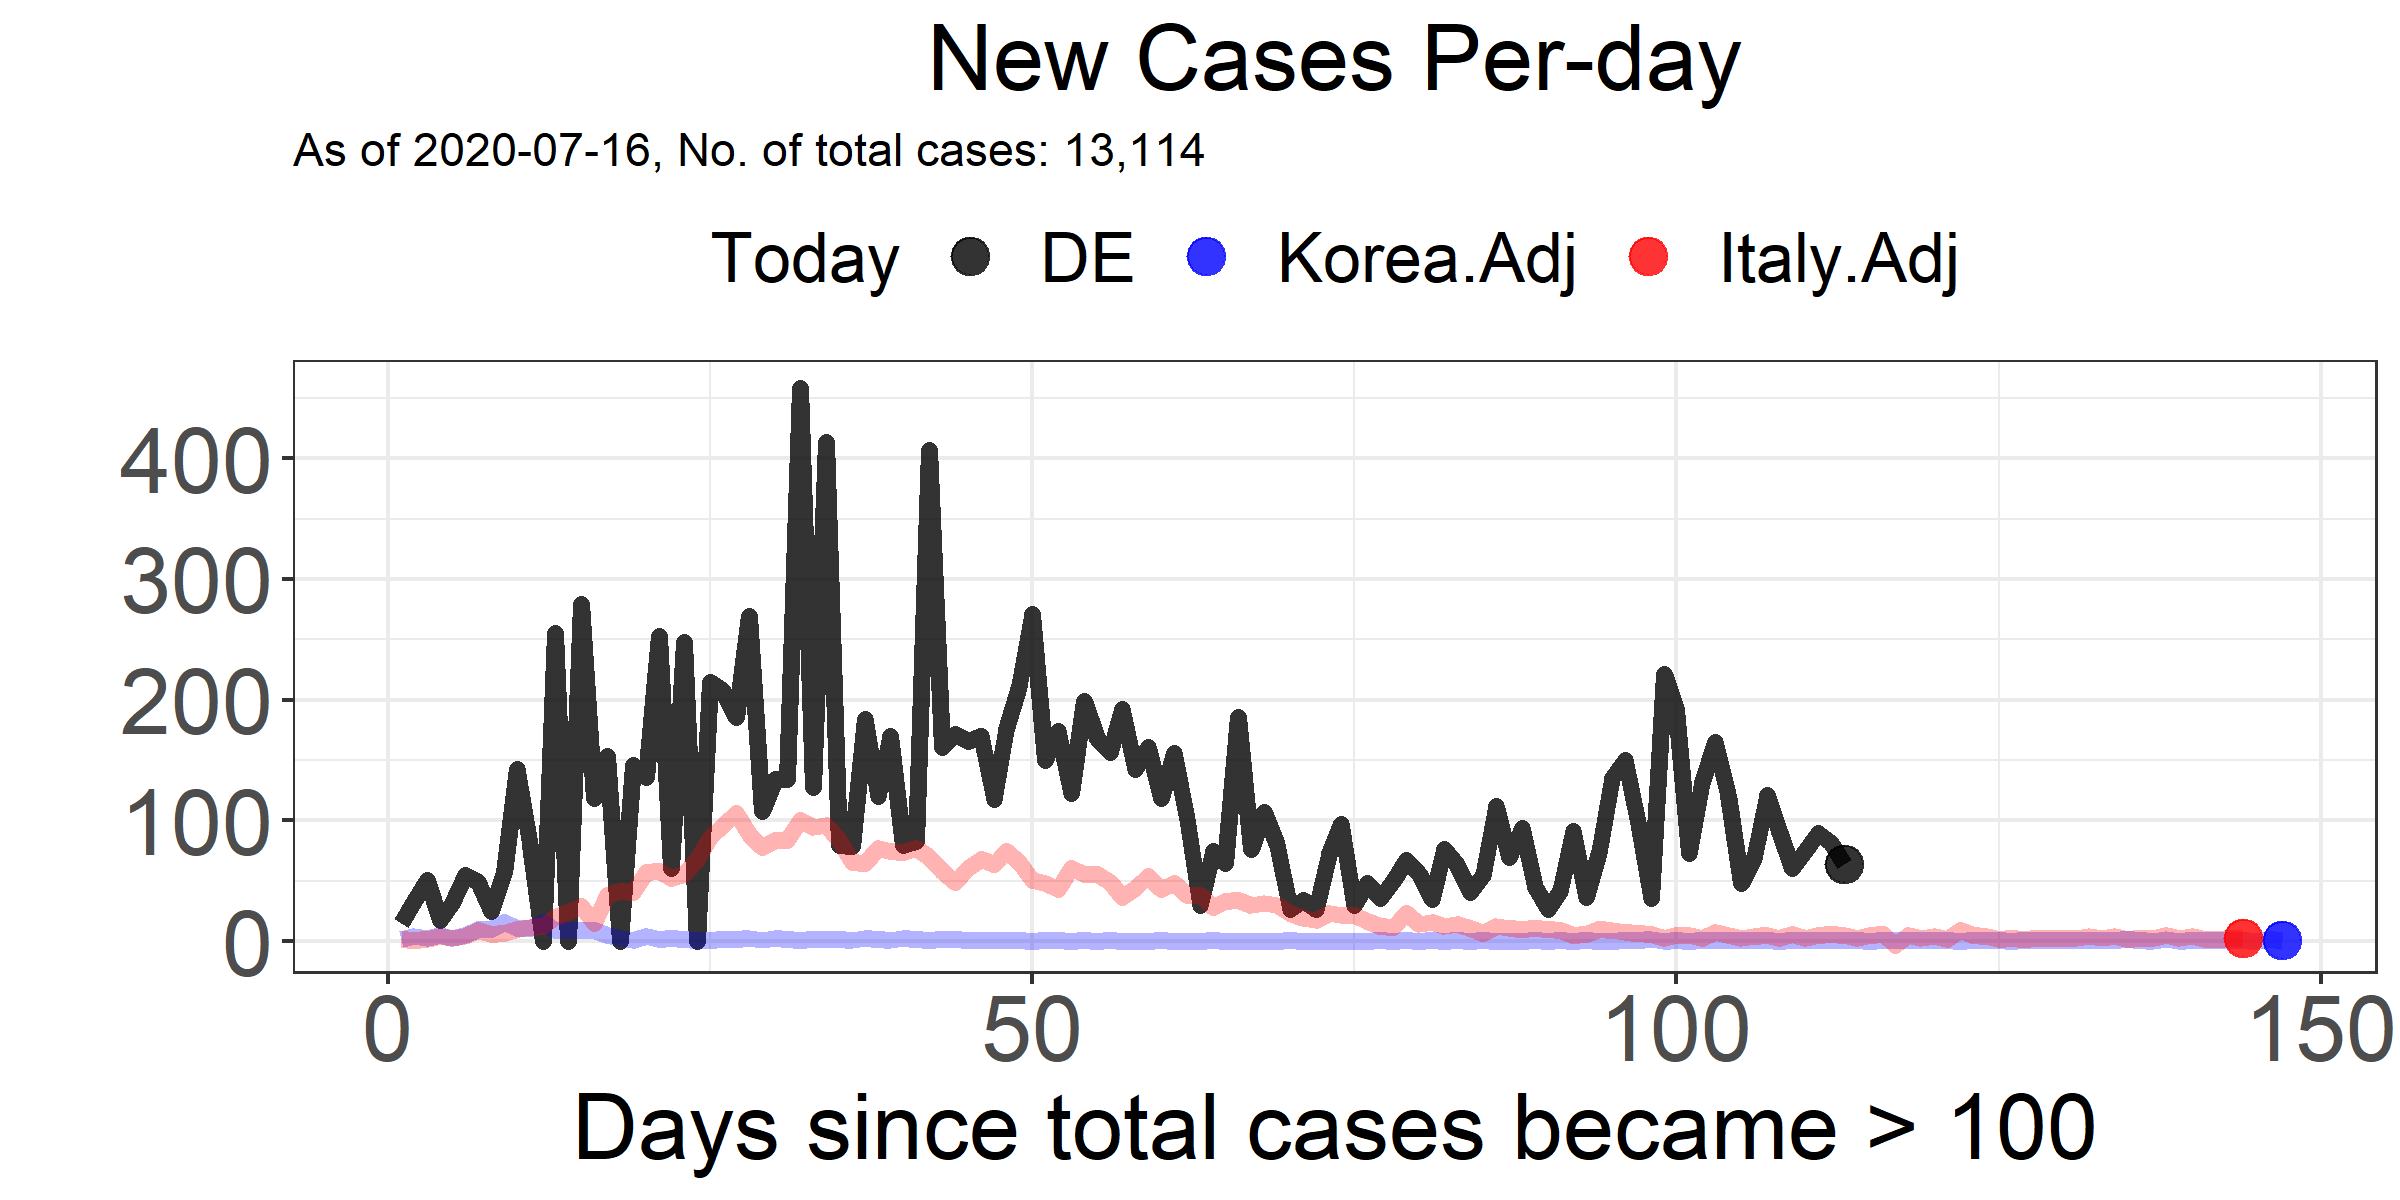 New Cases Per-day
As of 2020-07-16, No. of total cases: 13,114
Today DE Korea.Adj Italy.Adj
400
300
200
100
0
0 50 100 150
Days since total cases became > 100